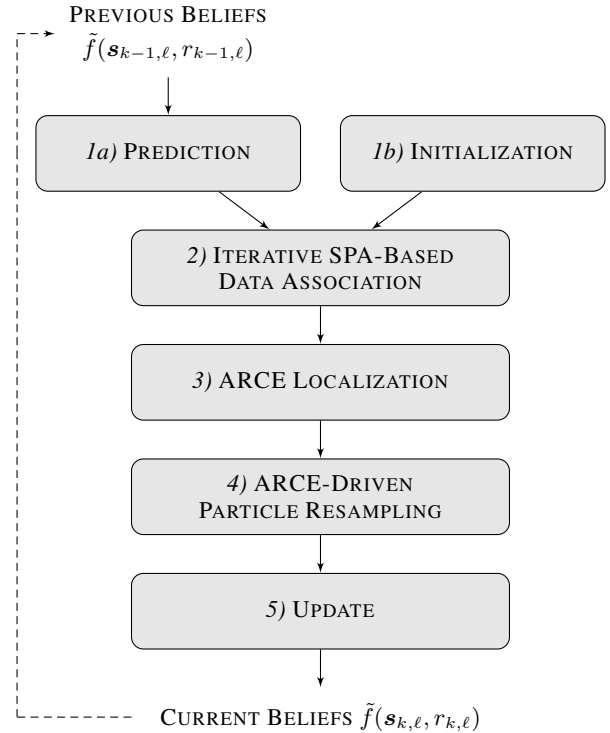 PREVIOUS BELIEFS
f̃(s_{k−1,ℓ}, r_{k−1,ℓ})
1a) PREDICTION
1b) INITIALIZATION
2) ITERATIVE SPA-BASED
DATA ASSOCIATION
3) ARCE LOCALIZATION
4) ARCE-DRIVEN
PARTICLE RESAMPLING
5) UPDATE
CURRENT BELIEFS f̃(s_{k,ℓ}, r_{k,ℓ})